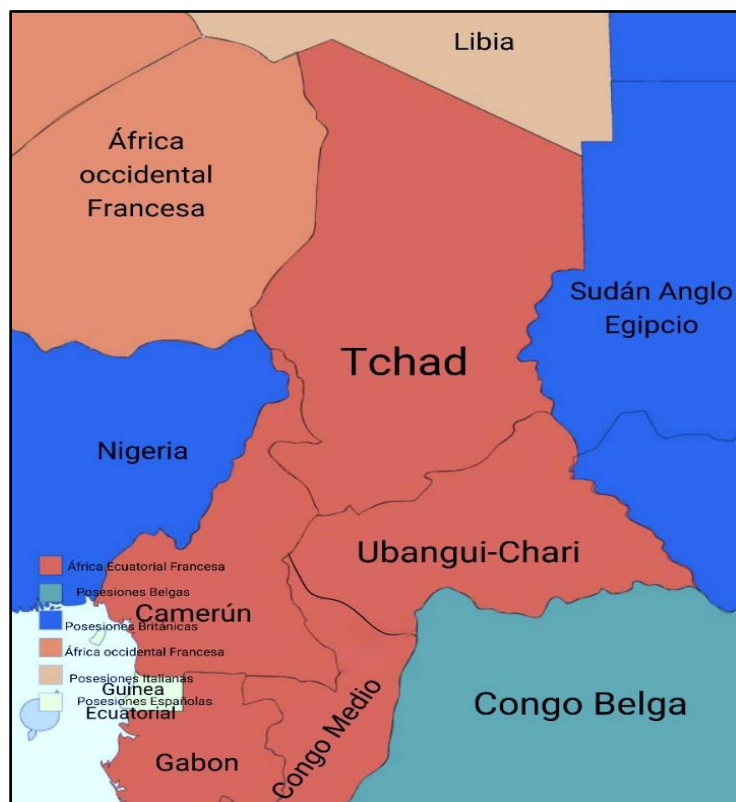 Libia
África
occidental
Francesa
Sudán Anglo
Egipcio
Tchad
Nigeria
Ubangui-Chari
África Ecuatorial Francesa
Posesiones Belgas
Camerún
Posesiones Británicas
África occidental Francesa
Posesiones Italianas
Guinea
Posesiones Españolas
Ecuatorial
Congo Belga
Congo Medio
Gabon